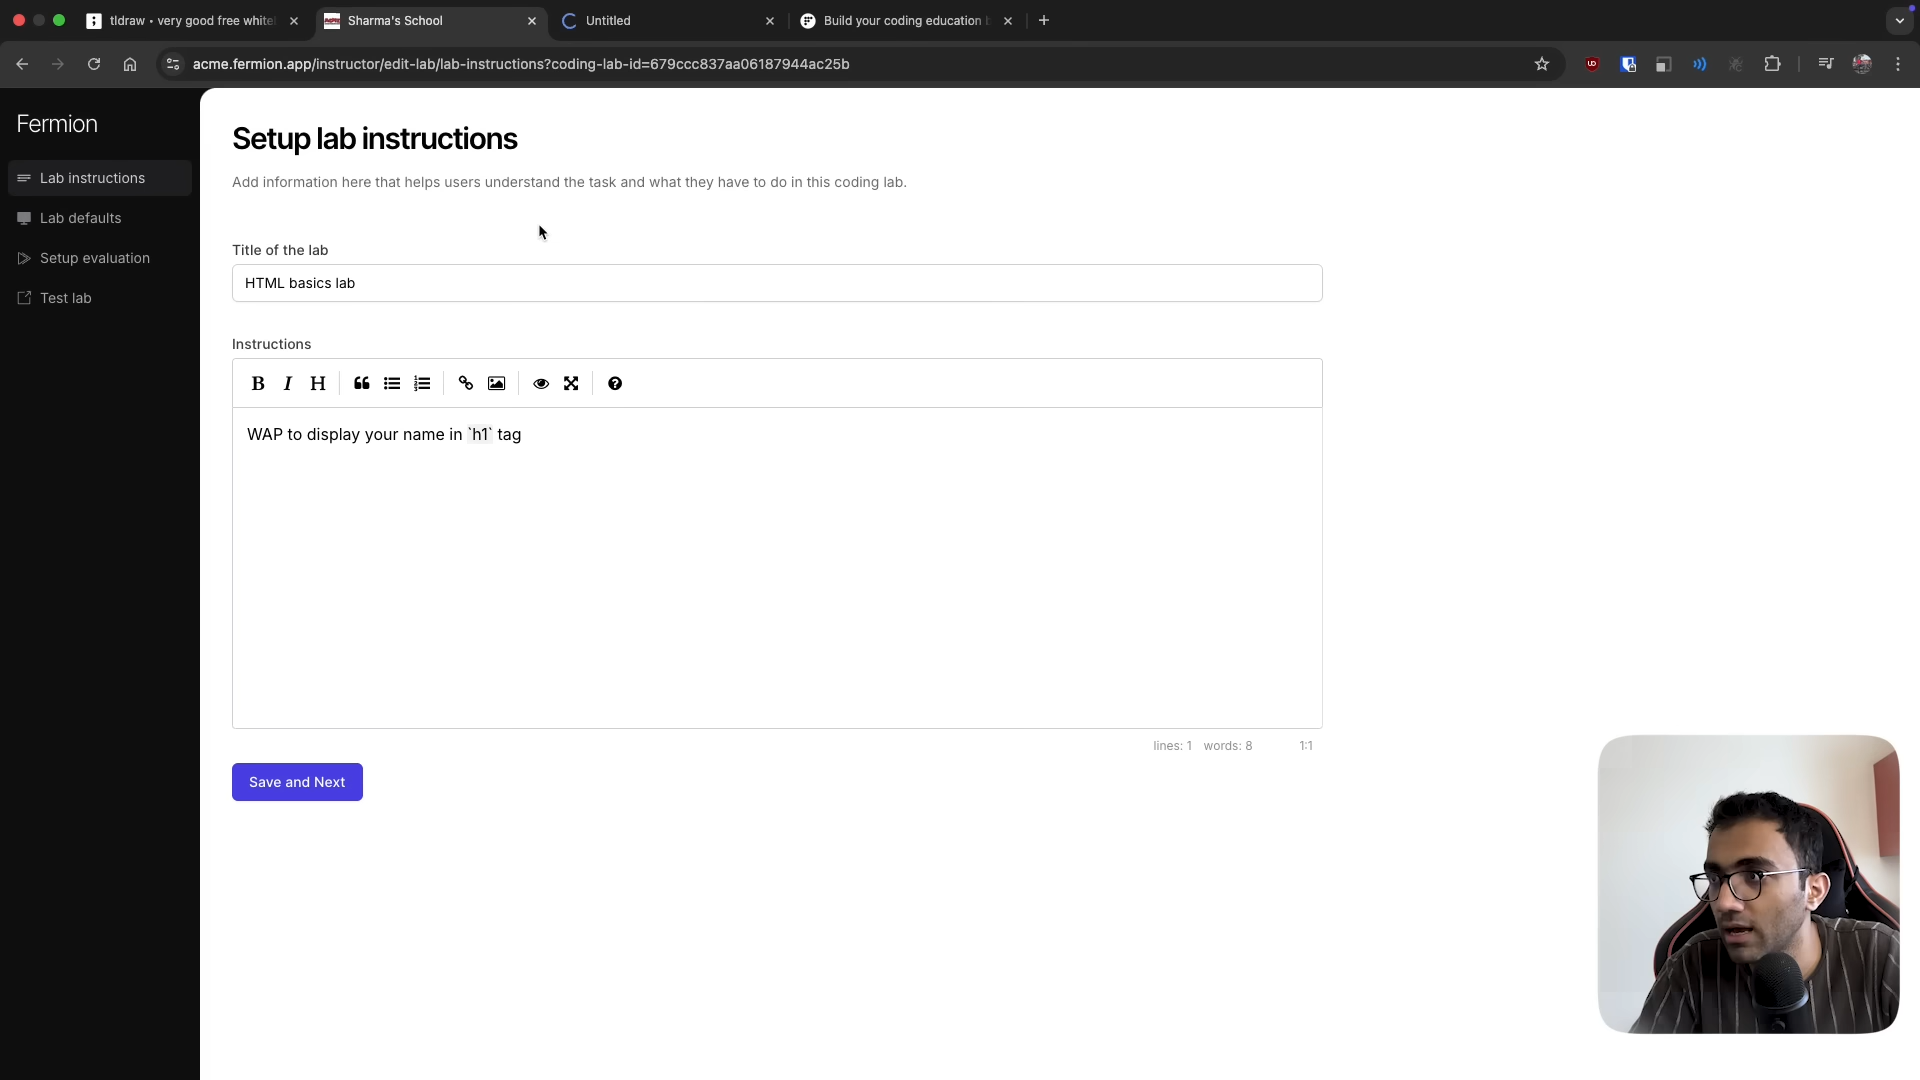 tldraw • very good free white
Sharma's School
Untitled
Build your coding education
acme.fermion.app/instructor/edit-lab/lab-instructions?coding-lab-id=679ccc837aa06187944ac25b
Fermion
Lab instructions
Lab defaults
Setup evaluation
Test lab
Setup lab instructions
Add information here that helps users understand the task and what they have to do in this coding lab.
Title of the lab
HTML basics lab
Instructions
B I H
WAP to display your name in `h1` tag
lines: 1 words: 8 1:1
Save and Next